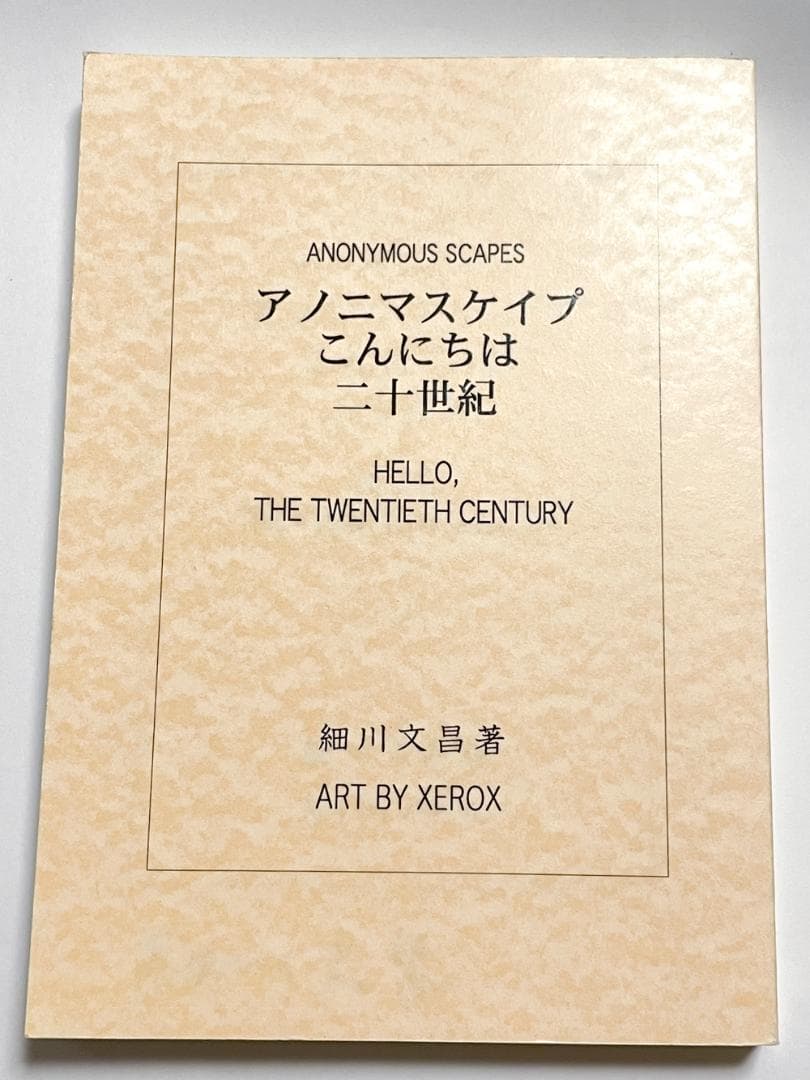 ANONYMOUS SCAPES
アノニマスケイプ
こんにちは
二十世紀
HELLO,
THE TWENTIETH CENTURY
細川文昌著
ART BY XEROX